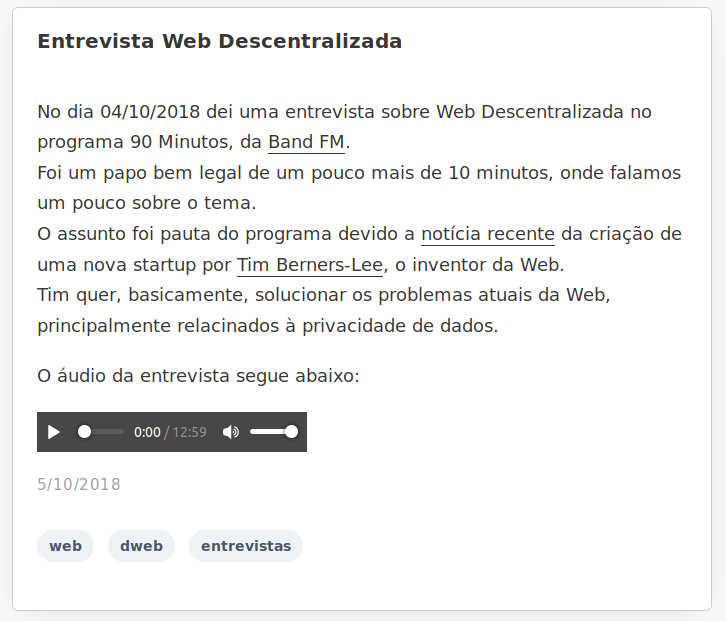 Entrevista Web Descentralizada
No dia 04/10/2018 dei uma entrevista sobre Web Descentralizada no
programa 90 Minutos, da Band FM.
Foi um papo bem legal de um pouco mais de 10 minutos, onde falamos
um pouco sobre o tema.
O assunto foi pauta do programa devido a notícia recente da criação de
uma nova startup por Tim Berners-Lee, o inventor da Web.
Tim quer, basicamente, solucionar os problemas atuais da Web,
principalmente relacinados à privacidade de dados.
O áudio da entrevista segue abaixo:
0:00 / 12:59
5/10/2018
web dweb entrevistas